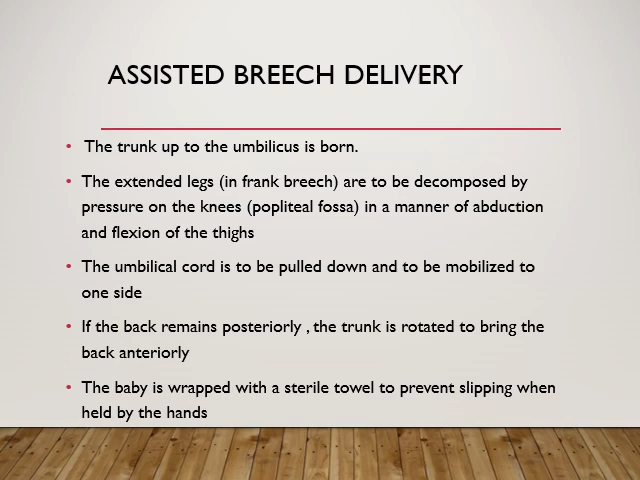 ASSISTED BREECH DELIVERY
• The trunk up to the umbilicus is born.
• The extended legs (in frank breech) are to be decomposed by
pressure on the knees (popliteal fossa) in a manner of abduction
and flexion of the thighs
• The umbilical cord is to be pulled down and to be mobilized to
one side
• If the back remains posteriorly , the trunk is rotated to bring the
back anteriorly
• The baby is wrapped with a sterile towel to prevent slipping when
held by the hands